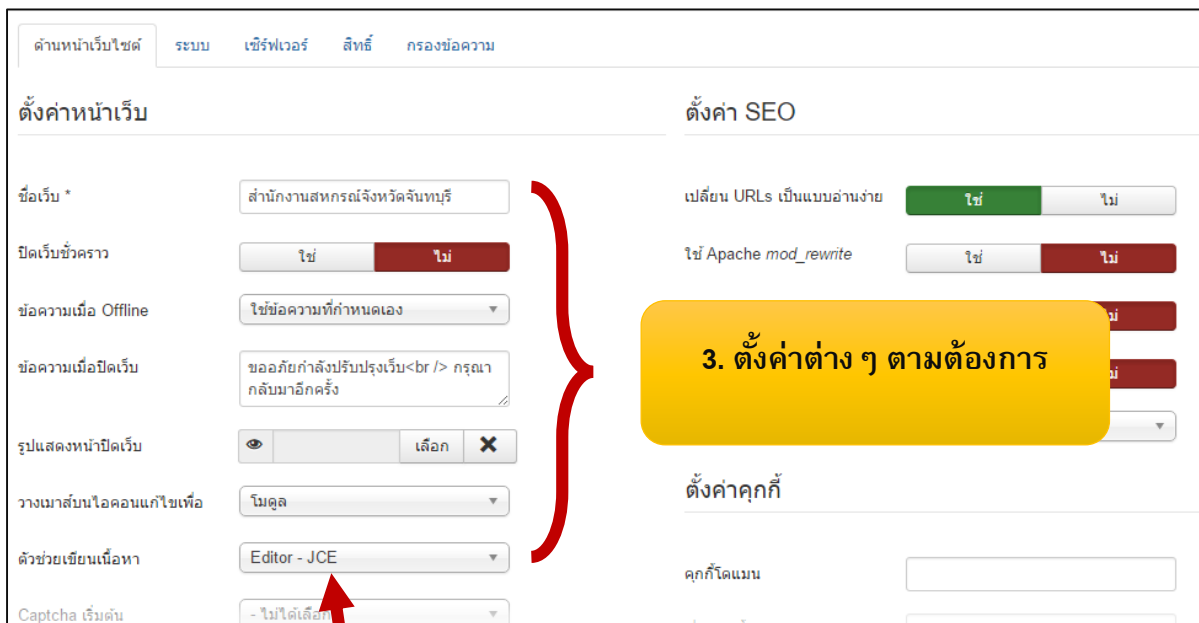 ด้านหน้าเว็บไซต์ ระบบ เซิร์ฟเวอร์ สิทธิ์ กรองข้อความ
ตั้งค่าหน้าเว็บ
ชื่อเว็บ * สำนักงานสหกรณ์จังหวัดจันทบุรี
ปิดเว็บชั่วคราว ใช่ ไม่
ข้อความเมื่อ Offline ใช้ข้อความที่กำหนดเอง
ข้อความเมื่อปิดเว็บ ขออภัยกำลังปรับปรุงเว็บ<br /> กรุณา
กลับมาอีกครั้ง
รูปแสดงหน้าปิดเว็บ เลือก
วางเมาส์บนไอคอนแก้ไขเพื่อ โมดูล
ตัวช่วยเขียนเนื้อหา Editor - JCE
Captcha เริ่มต้น - ไม่ได้เลือก
ตั้งค่า SEO
เปลี่ยน URLs เป็นแบบอ่านง่าย ใช่ ไม่
ใช้ Apache mod_rewrite ใช่ ไม่
3. ตั้งค่าต่าง ๆ ตามต้องการ
ตั้งค่าคุกกี้
คุกกี้โดแมน